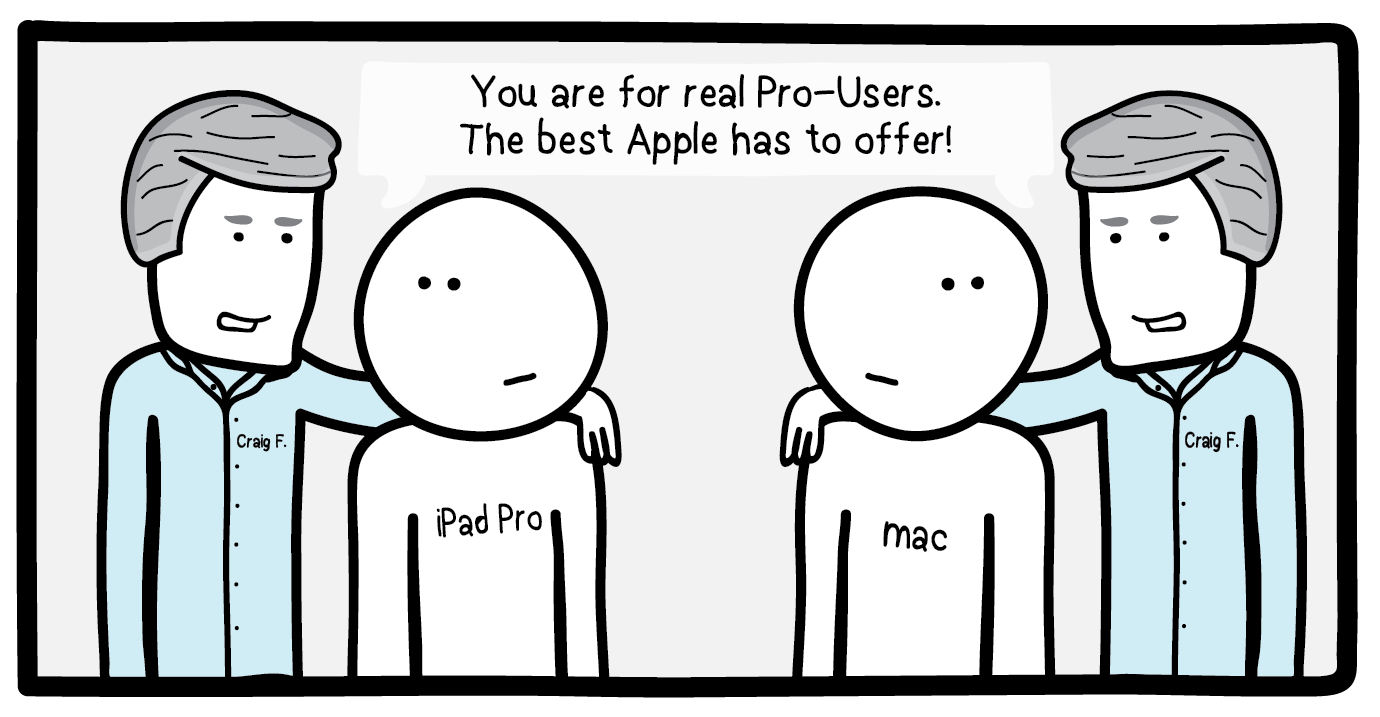 You are for real Pro-Users.
The best Apple has to offer!
Craig F.
Craig F.
iPad Pro
mac